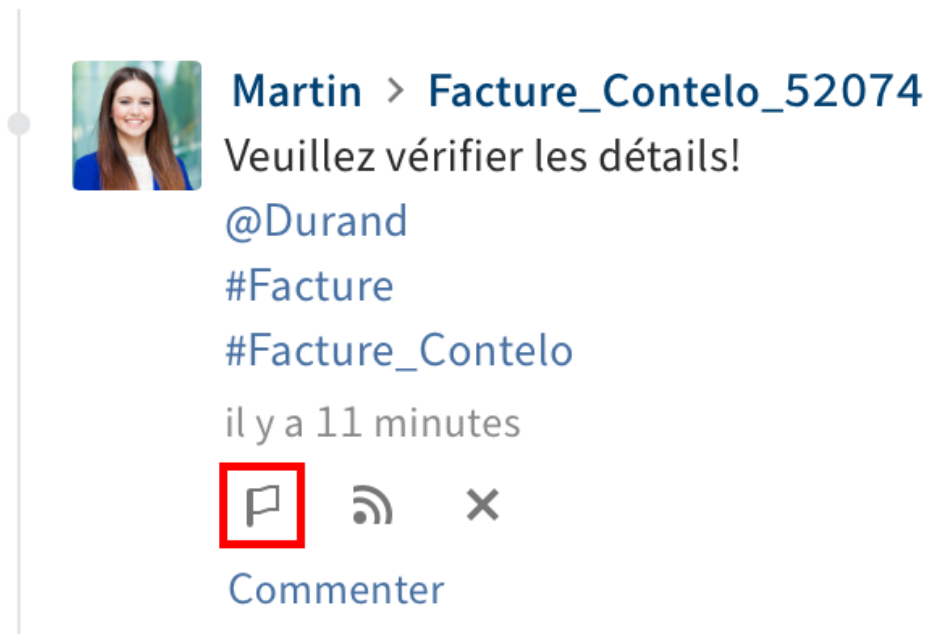 Martin > Facture_Contelo_52074
Veuillez vérifier les détails!
@Durand
#Facture
#Facture_Contelo
il y a 11 minutes
Commenter